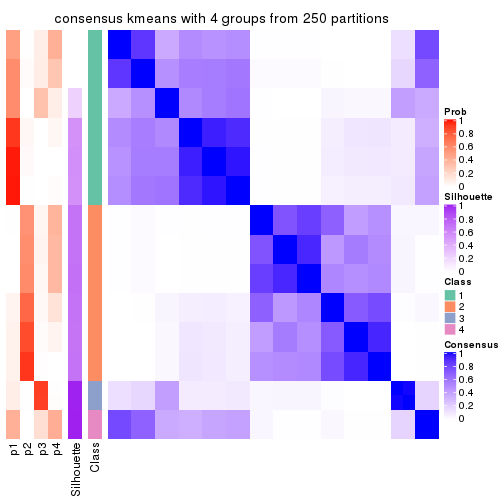 consensus kmeans with 4 groups from 250 partitions
Prob
1
0.8
0.6
0.4
0.2
0
Silhouette
1
0.8
0.6
0.4
0.2
0
Class
1
2
3
4
Consensus
1
0.8
0.6
0.4
0.2
0
p1
p2
p3
p4
Silhouette
Class